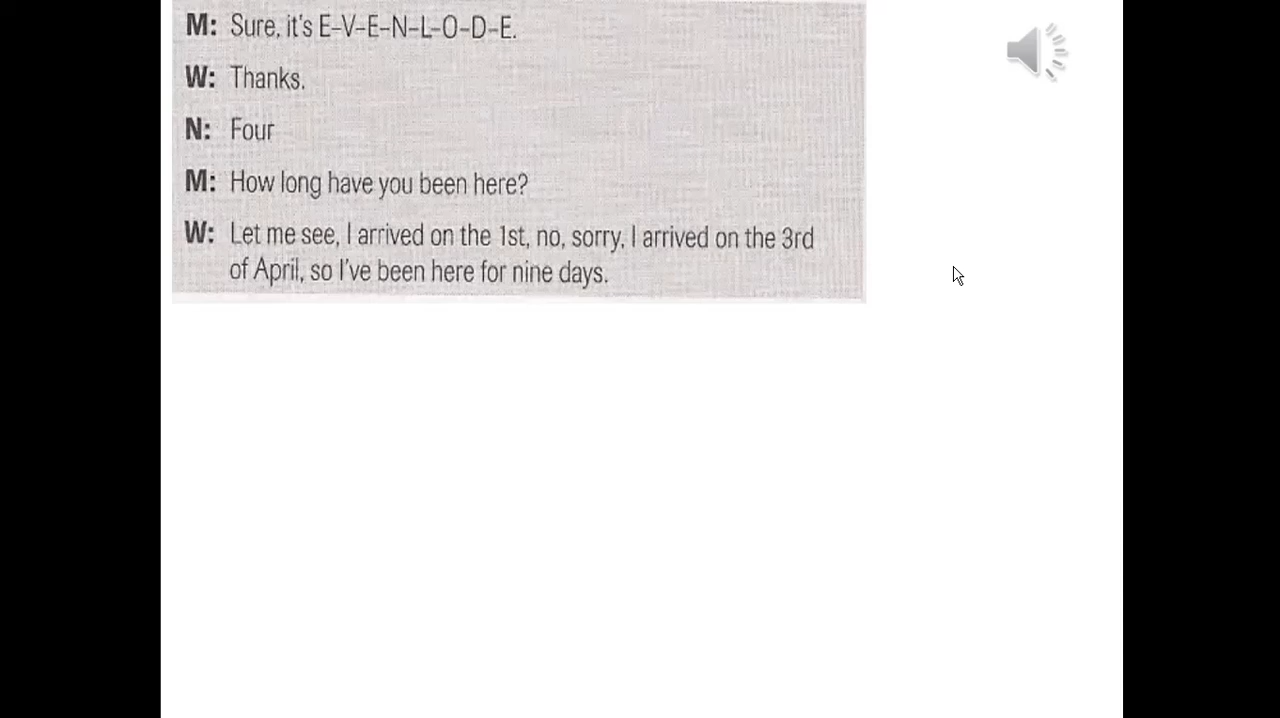 M: Sure, it's E-V-E-N-L-O-D-E.
W: Thanks.
N: Four
M: How long have you been here?
W: Let me see, I arrived on the 1st, no, sorry, I arrived on the 3rd
of April, so I've been here for nine days.